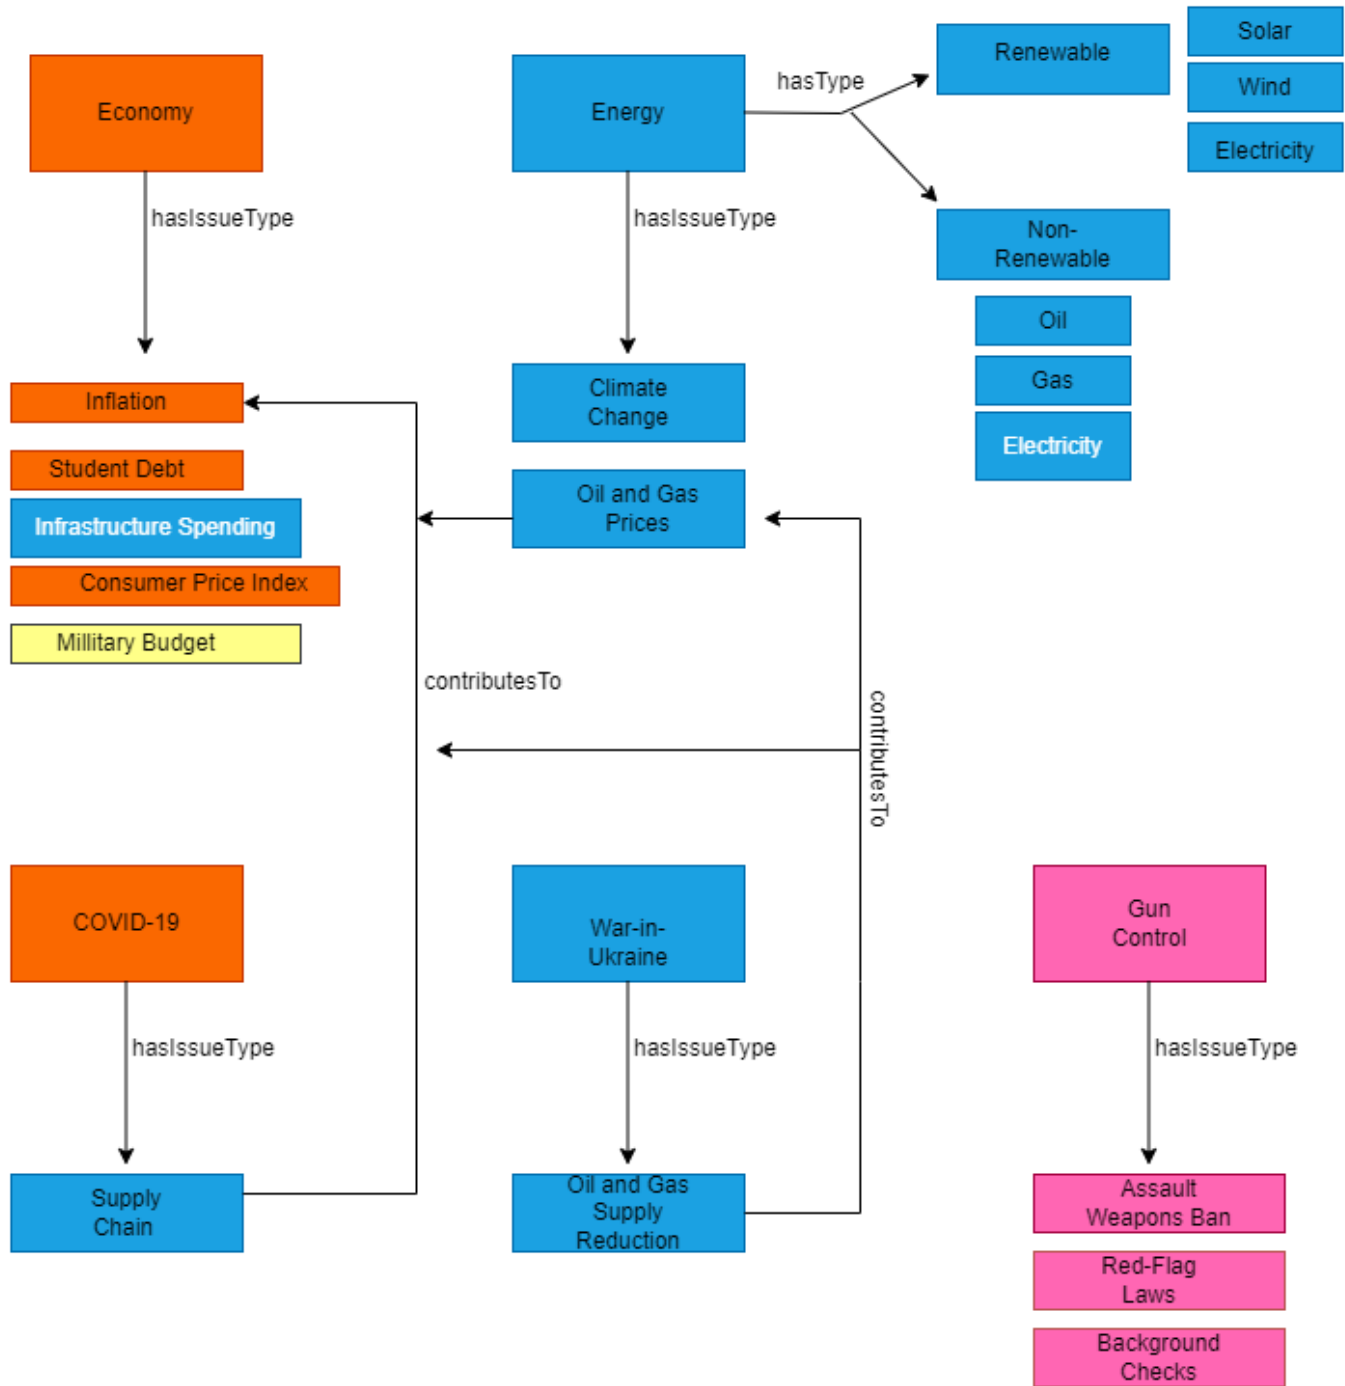 Economy
Energy
hasType
Renewable
Solar
Wind
Electricity
hasIssueType
hasIssueType
Non-
Renewable
Oil
Gas
Electricity
Inflation
Student Debt
Infrastructure Spending
Consumer Price Index
Millitary Budget
Climate
Change
Oil and Gas
Prices
contributesTo
contributesTo
COVID-19
War-in-
Ukraine
Gun
Control
hasIssueType
hasIssueType
hasIssueType
Supply
Chain
Oil and Gas
Supply
Reduction
Assault
Weapons Ban
Red-Flag
Laws
Background
Checks